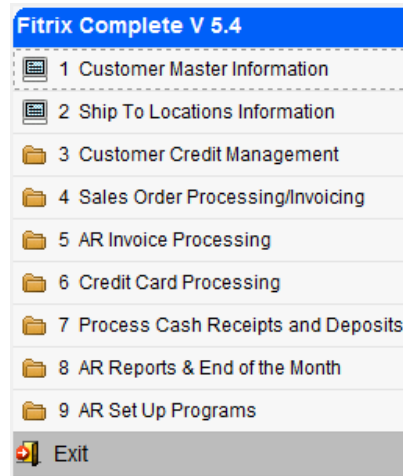 Fitrix Complete V 5.4
1 Customer Master Information
2 Ship To Locations Information
3 Customer Credit Management
4 Sales Order Processing/Invoicing
5 AR Invoice Processing
6 Credit Card Processing
7 Process Cash Receipts and Deposits
8 AR Reports & End of the Month
9 AR Set Up Programs
Exit